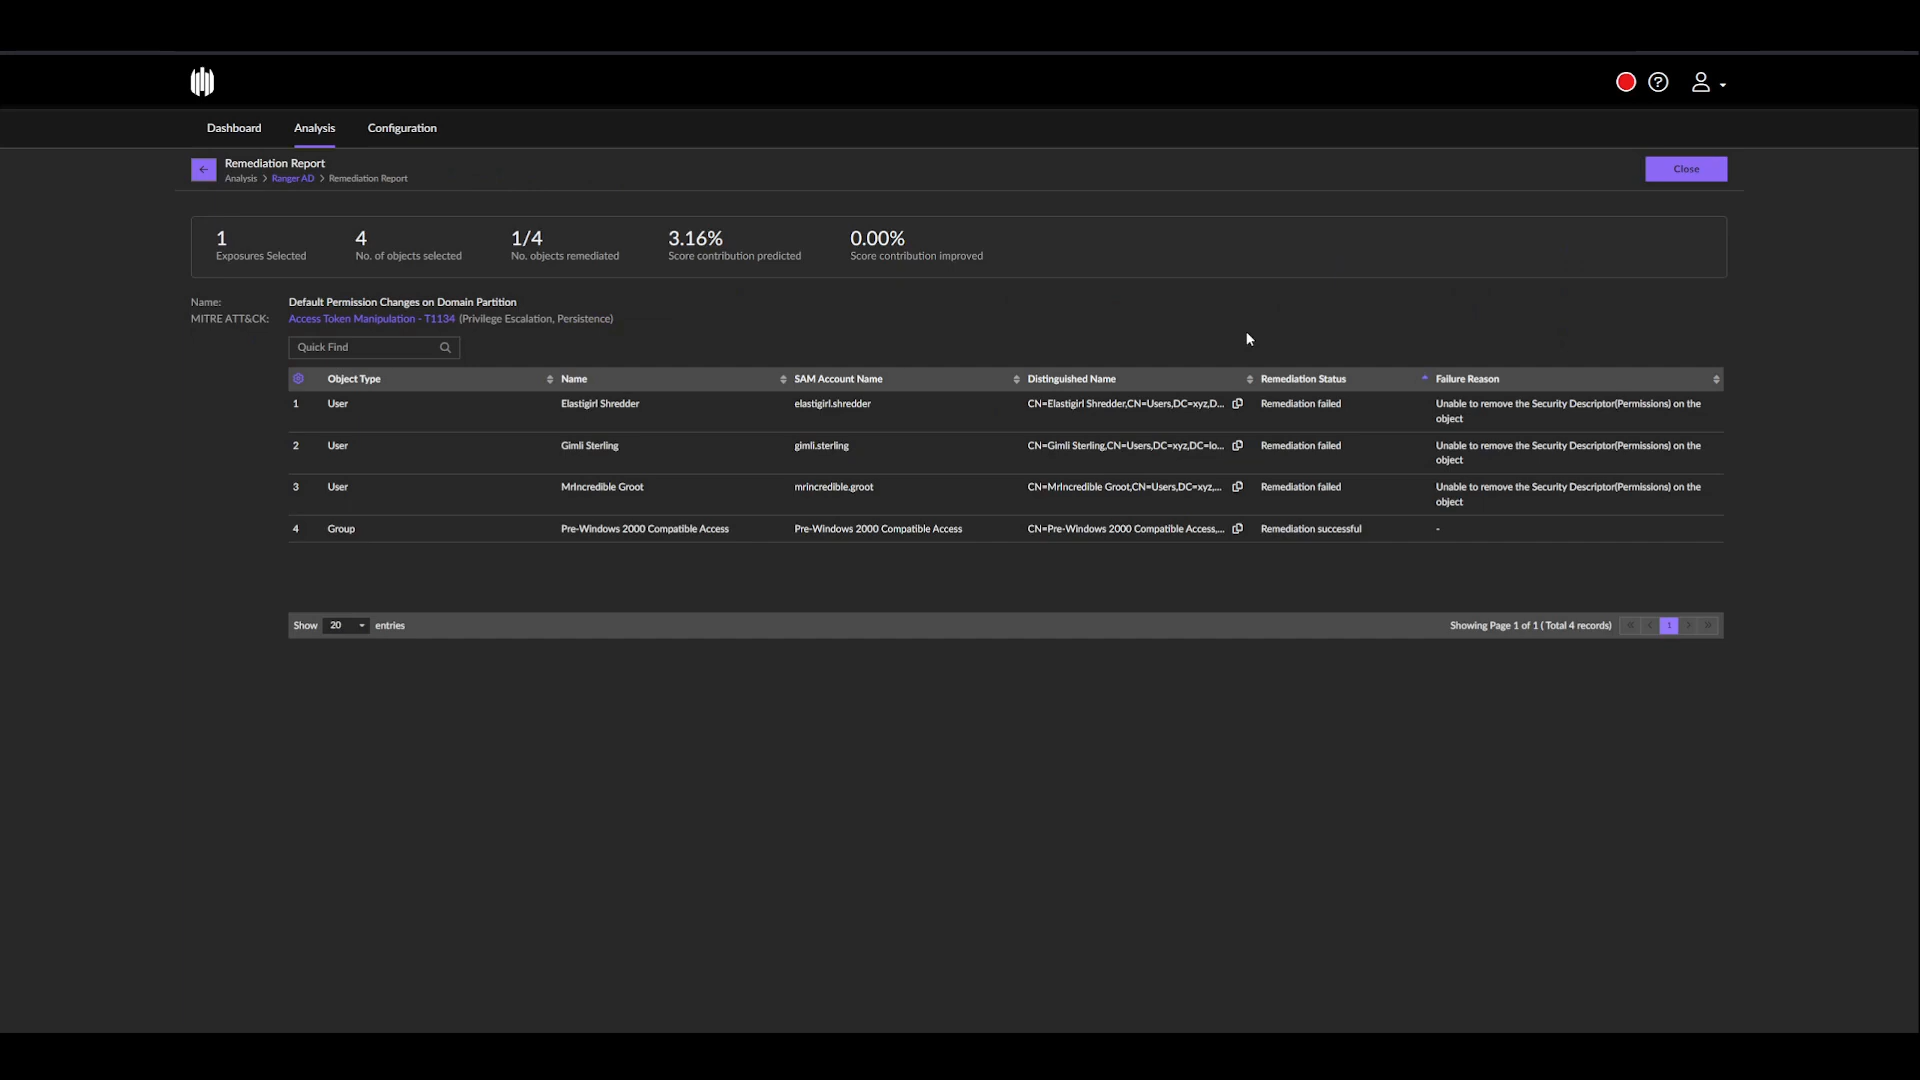 Dashboard Analysis Configuration
Remediation Report
Analysis > Ranger AD > Remediation Report
Close
1 4 1/4 3.16% 0.00%
Exposures Selected No. of objects selected No. objects remediated Score contribution predicted Score contribution improved
Name: Default Permission Changes on Domain Partition
MITRE ATT&CK: Access Token Manipulation - T1134 (Privilege Escalation, Persistence)
Quick Find
Object Type Name SAM Account Name Distinguished Name Remediation Status Failure Reason
1 User Elastigirl Shredder elastigirl.shredder CN=Elastigirl Shredder,CN=Users,DC=xyz,D... Remediation failed Unable to remove the Security Descriptor(Permissions) on the
object
2 User Gimli Sterling gimli.sterling CN=Gimli Sterling,CN=Users,DC=xyz,DC=lo... Remediation failed Unable to remove the Security Descriptor(Permissions) on the
object
3 User MrIncredible Groot mrincredible.groot CN=MrIncredible Groot,CN=Users,DC=xyz,... Remediation failed Unable to remove the Security Descriptor(Permissions) on the
object
4 Group Pre-Windows 2000 Compatible Access Pre-Windows 2000 Compatible Access CN=Pre-Windows 2000 Compatible Access,... Remediation successful -
Show 20 entries Showing Page 1 of 1 ( Total 4 records) « < 1 > »